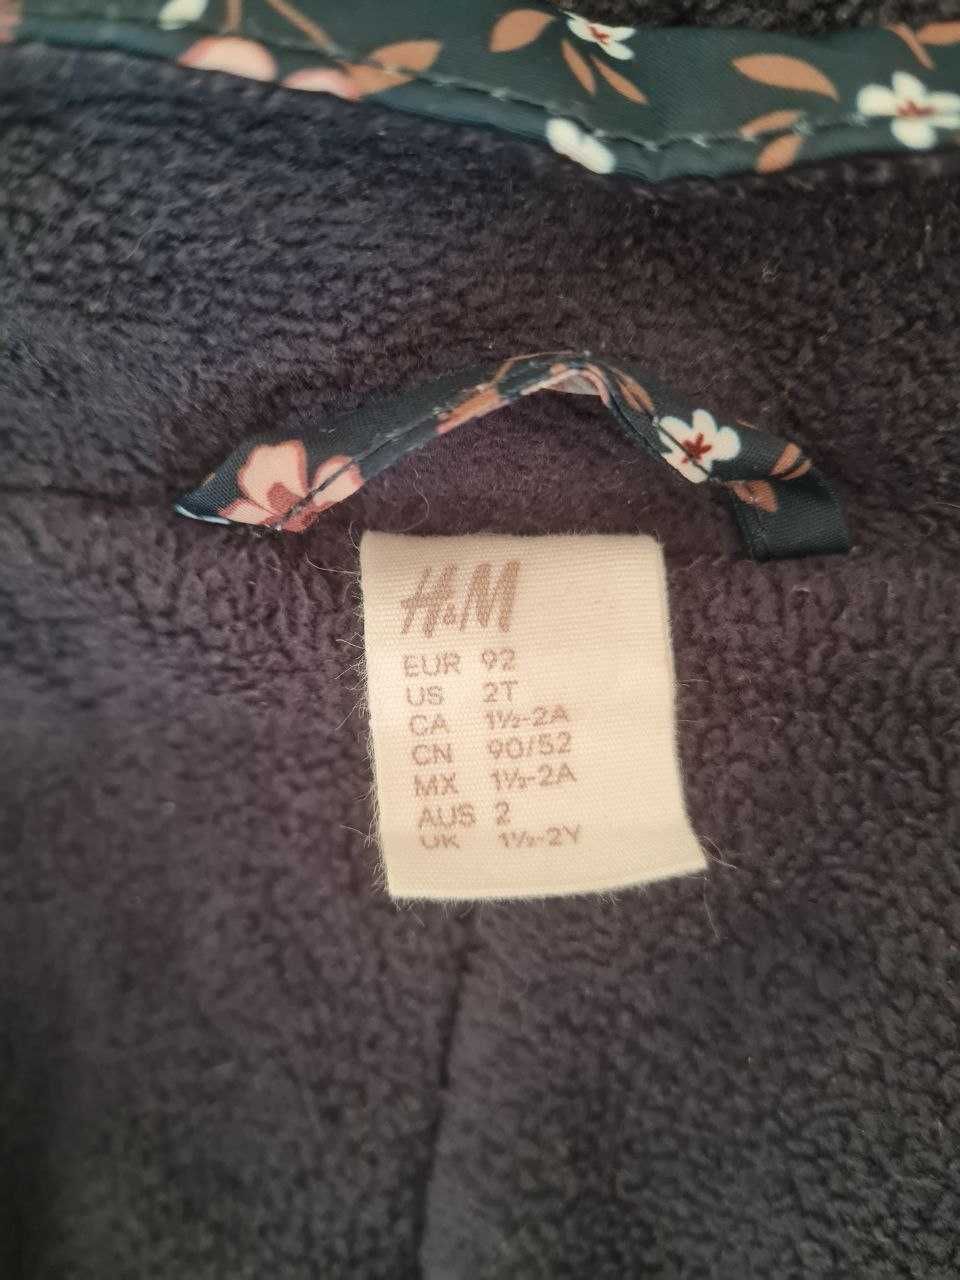 H&M
EUR 92
US 2T
CA 1½-2A
CN 90/52
MX 1½-2A
AUS 2
UK 1½-2Y